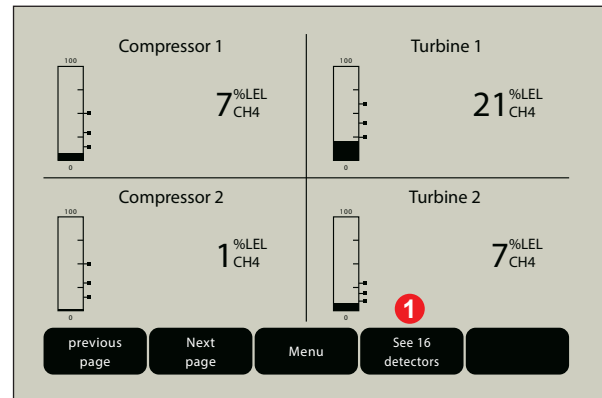 Compressor 1
100
7 %LEL
CH4
0
Turbine 1
100
21 %LEL
CH4
0
Compressor 2
100
1 %LEL
CH4
0
Turbine 2
100
7 %LEL
CH4
0
1
previous
page
Next
page
Menu
See 16
detectors